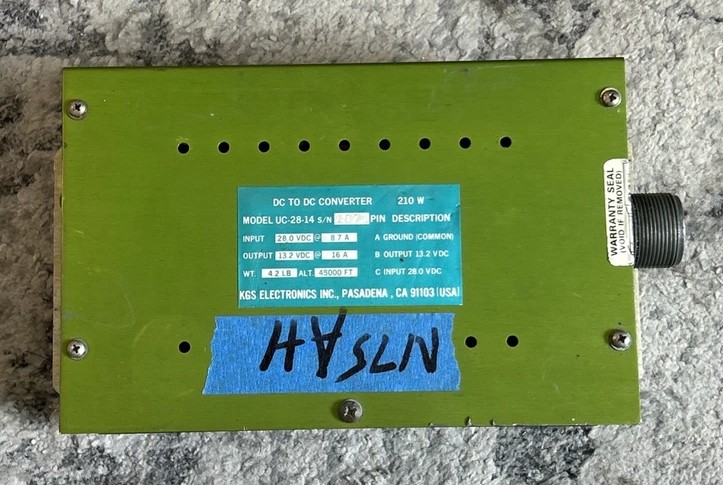 DC TO DC CONVERTER 210 W
MODEL UC-28-14 S/N PIN DESCRIPTION
INPUT 28.0 VDC @ 8.7 A A GROUND (COMMON)
OUTPUT 13.2 VDC @ 16 A B OUTPUT 13.2 VDC
WT. 4.2 LB ALT. 45000 FT C INPUT 28.0 VDC
KGS ELECTRONICS INC., PASADENA, CA 91103 (USA)
WARRANTY SEAL
(VOID IF REMOVED)
N175AH